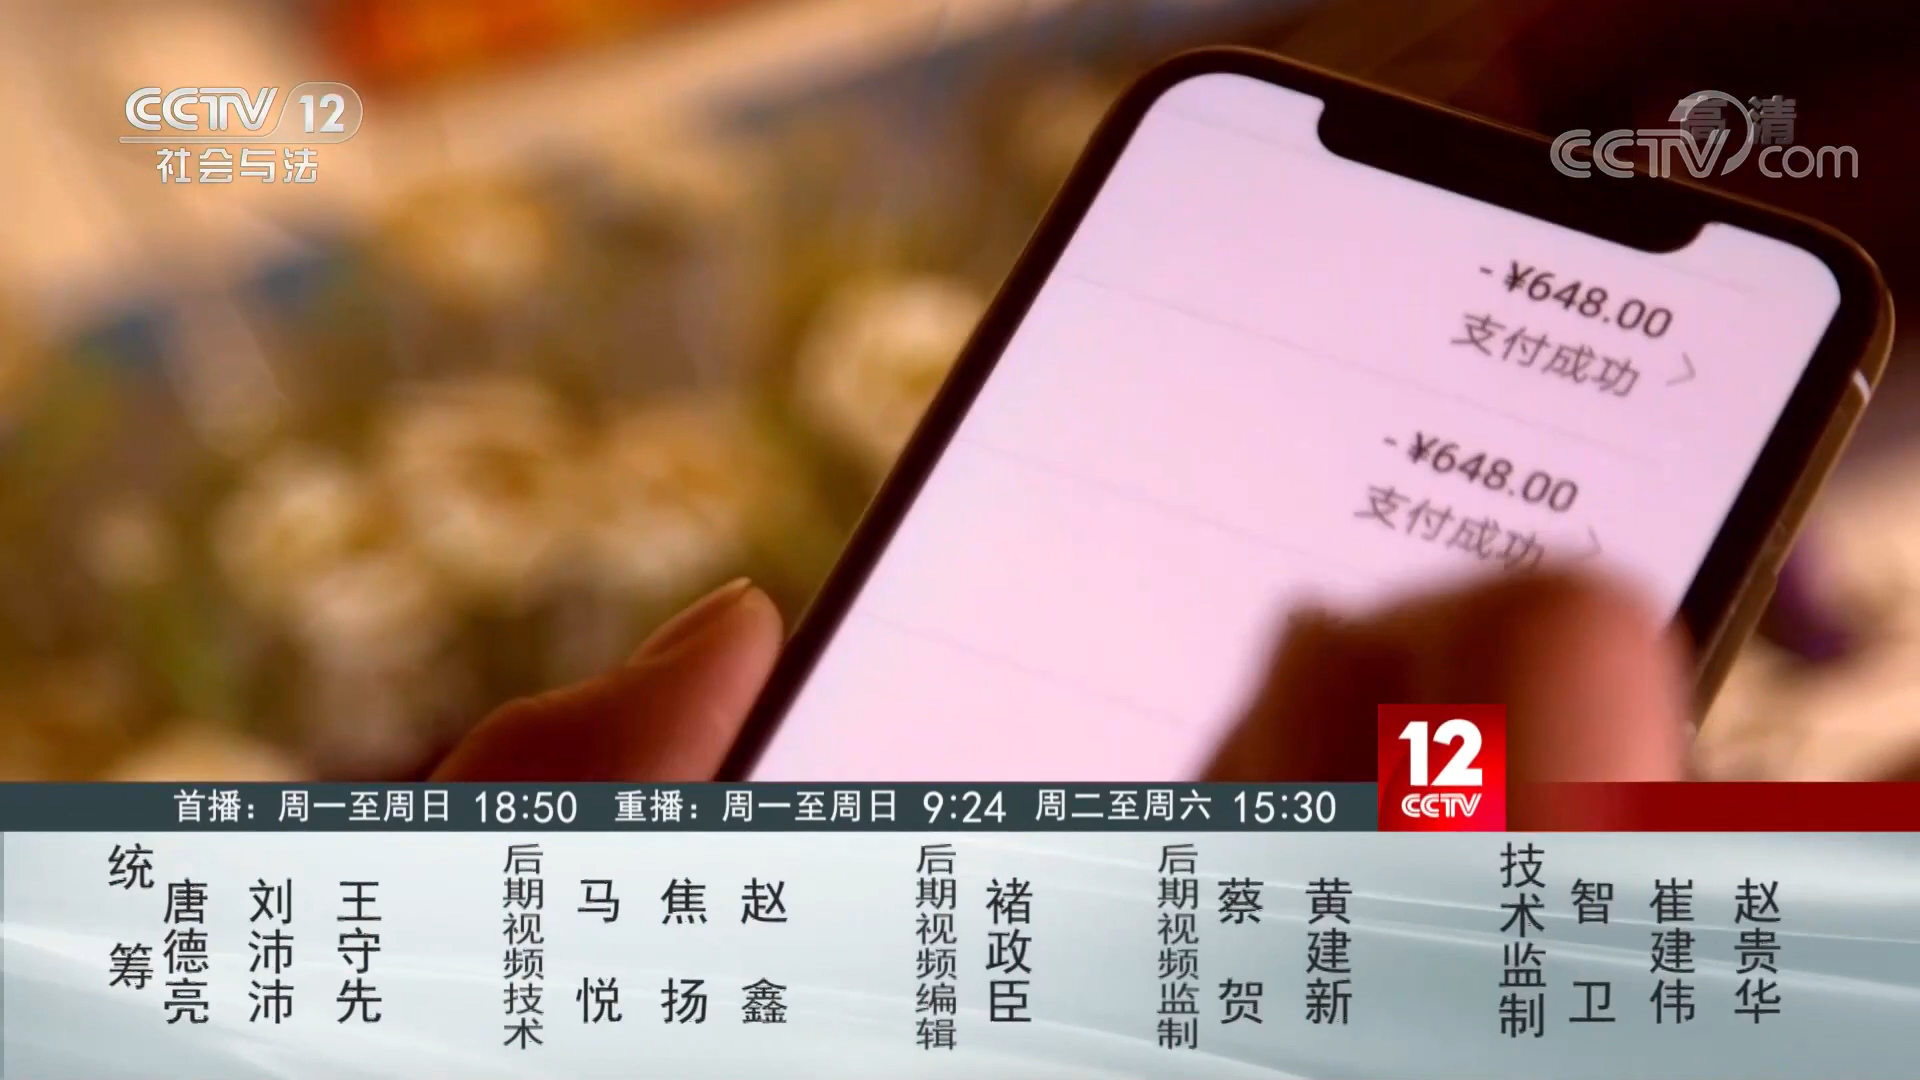 CCTV 12
社会与法
高清
CCTV.com
- ¥648.00
支付成功
- ¥648.00
支付成功
12
CCTV
首播：周一至周日 18:50 重播：周一至周日 9:24 周二至周六 15:30
统筹
唐德亮
刘沛沛
王守先
后期视频技术
马悦
焦扬
赵鑫
后期视频编辑
褚政臣
后期视频监制
蔡贺
黄建新
技术监制
智卫
崔建伟
赵贵华